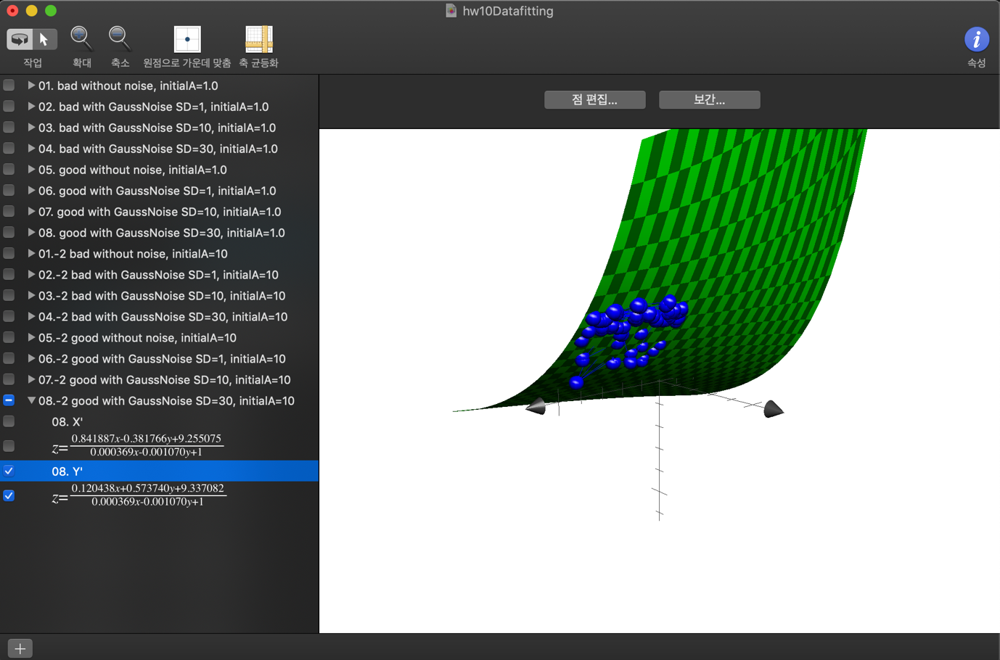 hw10Datafitting
작업
확대
축소
원점으로 가운데 맞춤
축 균등화
속성
점 편집...
보간...
01. bad without noise, initialA=1.0
02. bad with GaussNoise SD=1, initialA=1.0
03. bad with GaussNoise SD=10, initialA=1.0
04. bad with GaussNoise SD=30, initialA=1.0
05. good without noise, initialA=1.0
06. good with GaussNoise SD=1, initialA=1.0
07. good with GaussNoise SD=10, initialA=1.0
08. good with GaussNoise SD=30, initialA=1.0
01.-2 bad without noise, initialA=10
02.-2 bad with GaussNoise SD=1, initialA=10
03.-2 bad with GaussNoise SD=10, initialA=10
04.-2 bad with GaussNoise SD=30, initialA=10
05.-2 good without noise, initialA=10
06.-2 good with GaussNoise SD=1, initialA=10
07.-2 good with GaussNoise SD=10, initialA=10
08.-2 good with GaussNoise SD=30, initialA=10
08. X'
0.841887x-0.381766y+9.255075
z=
0.000369x-0.001070y+1
08. Y'
0.120438x+0.573740y+9.337082
z=
0.000369x-0.001070y+1